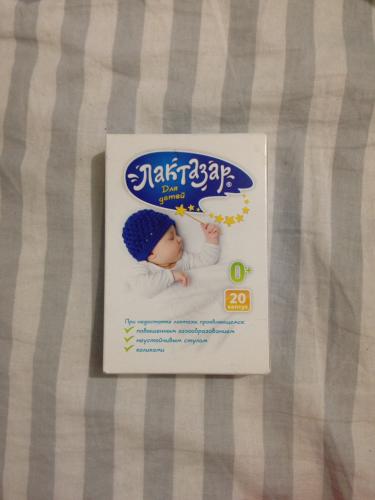 Лактазар®
Для
детей
0+
20
капсул
При недостатке лактазы, проявляющемся:
повышенным газообразованием
неустойчивым стулом
коликами